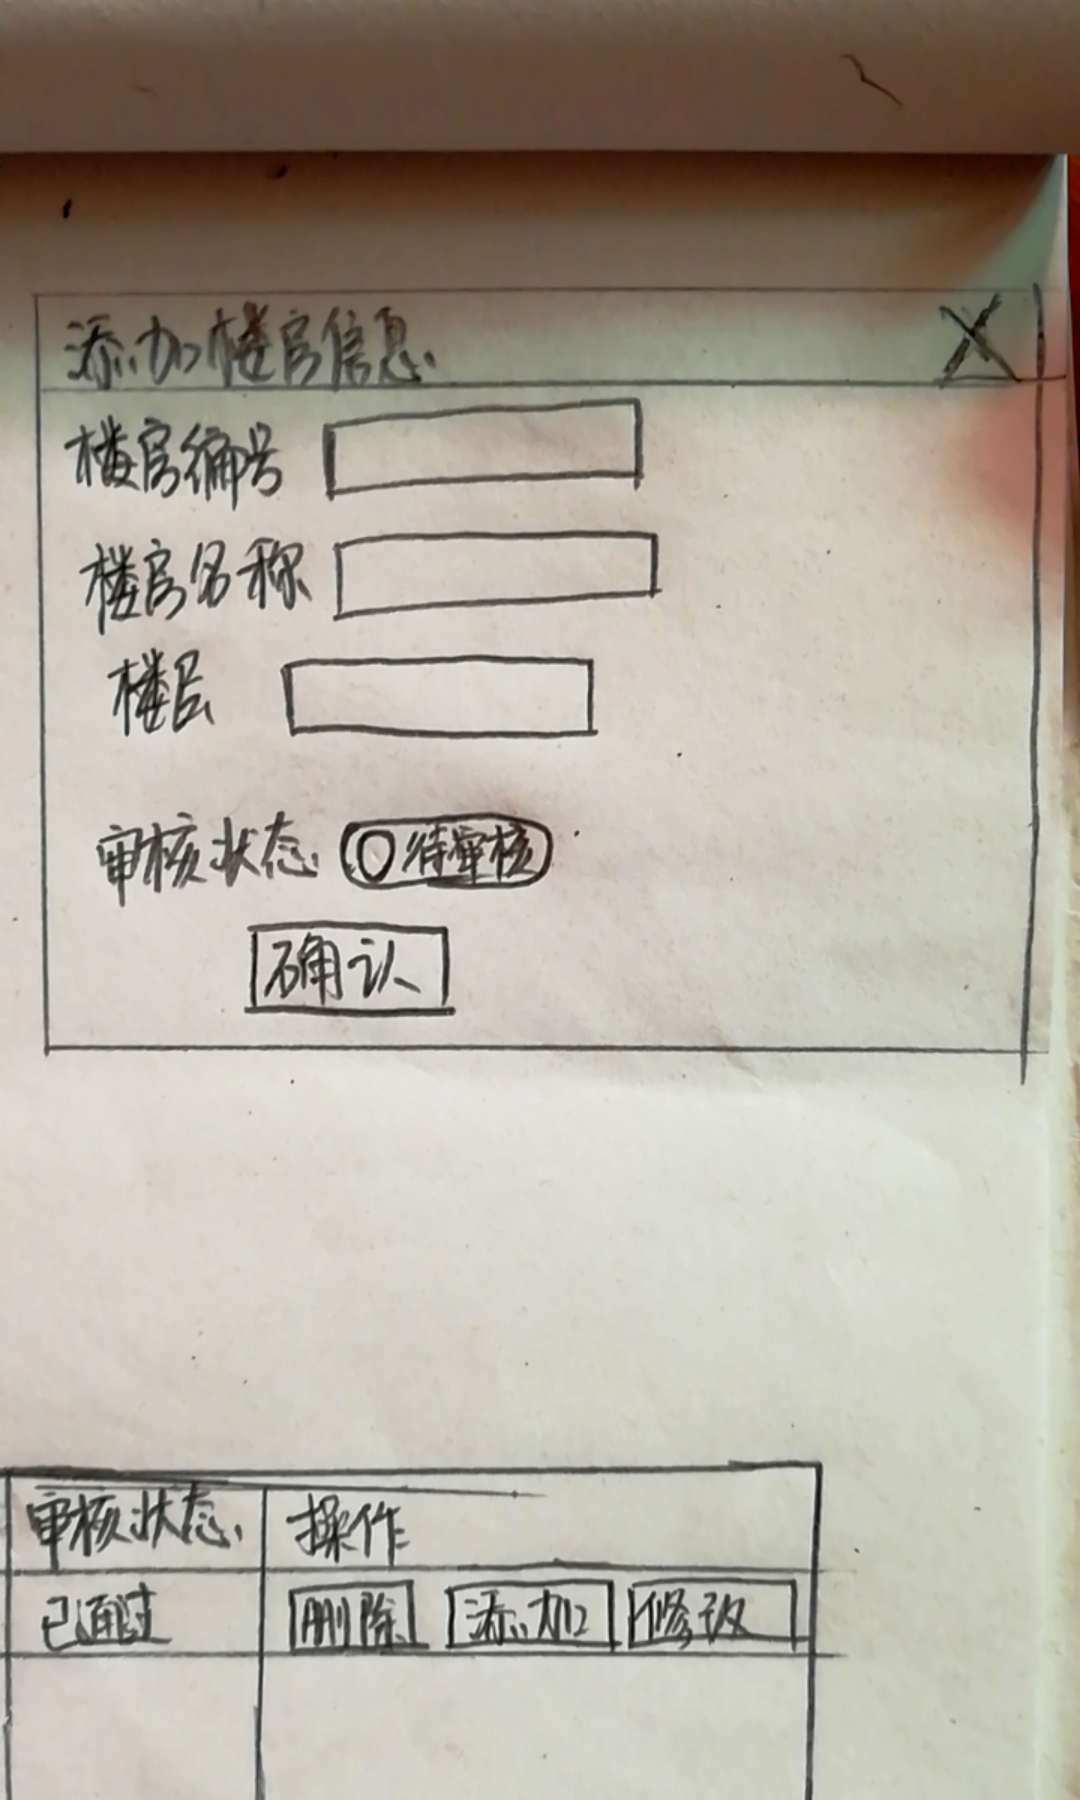 添加楼房信息 X
楼房编号
楼房名称
楼层
审核状态 待审核
确认
审核状态 操作
已通过 删除 添加 修改